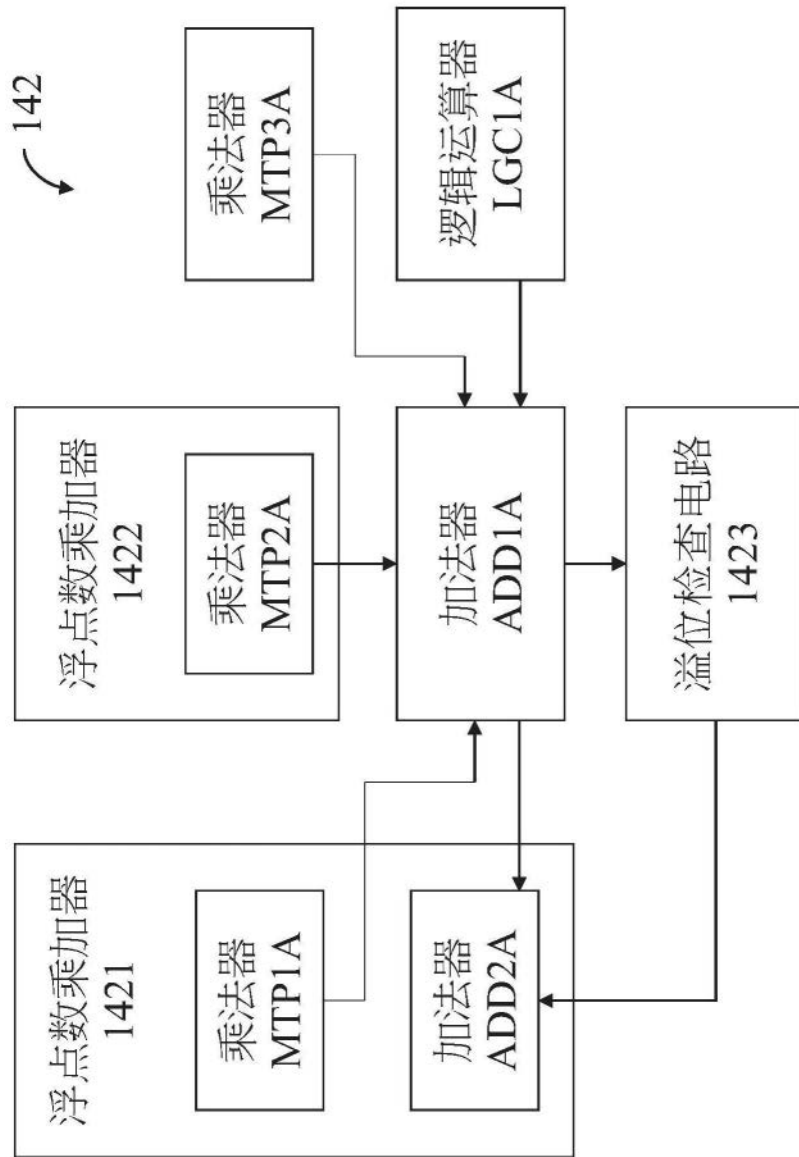 142
浮点数乘加器
1421
乘法器
MTP1A
加法器
ADD2A
浮点数乘加器
1422
乘法器
MTP2A
乘法器
MTP3A
加法器
ADD1A
逻辑运算器
LGC1A
溢位检查电路
1423